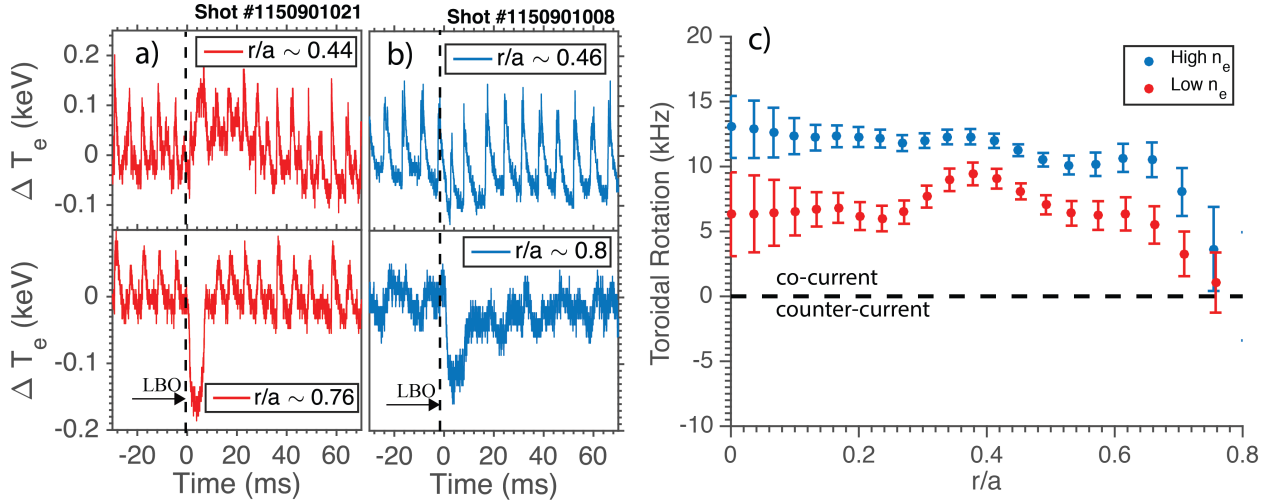 Shot #1150901021
Shot #1150901008
a)
r/a ∼ 0.44
b)
r/a ∼ 0.46
c)
High n_e
Low n_e
Δ T_e (keV)
0.2
0.1
0
-0.1
r/a ∼ 0.8
Δ T_e (keV)
0
-0.1
-0.2
LBO
r/a ∼ 0.76
LBO
-20 0 20 40 60
-20 0 20 40 60
Time (ms)
Time (ms)
Toroidal Rotation (kHz)
20
15
10
5
0
-5
-10
co-current
counter-current
0 0.2 0.4 0.6 0.8
r/a